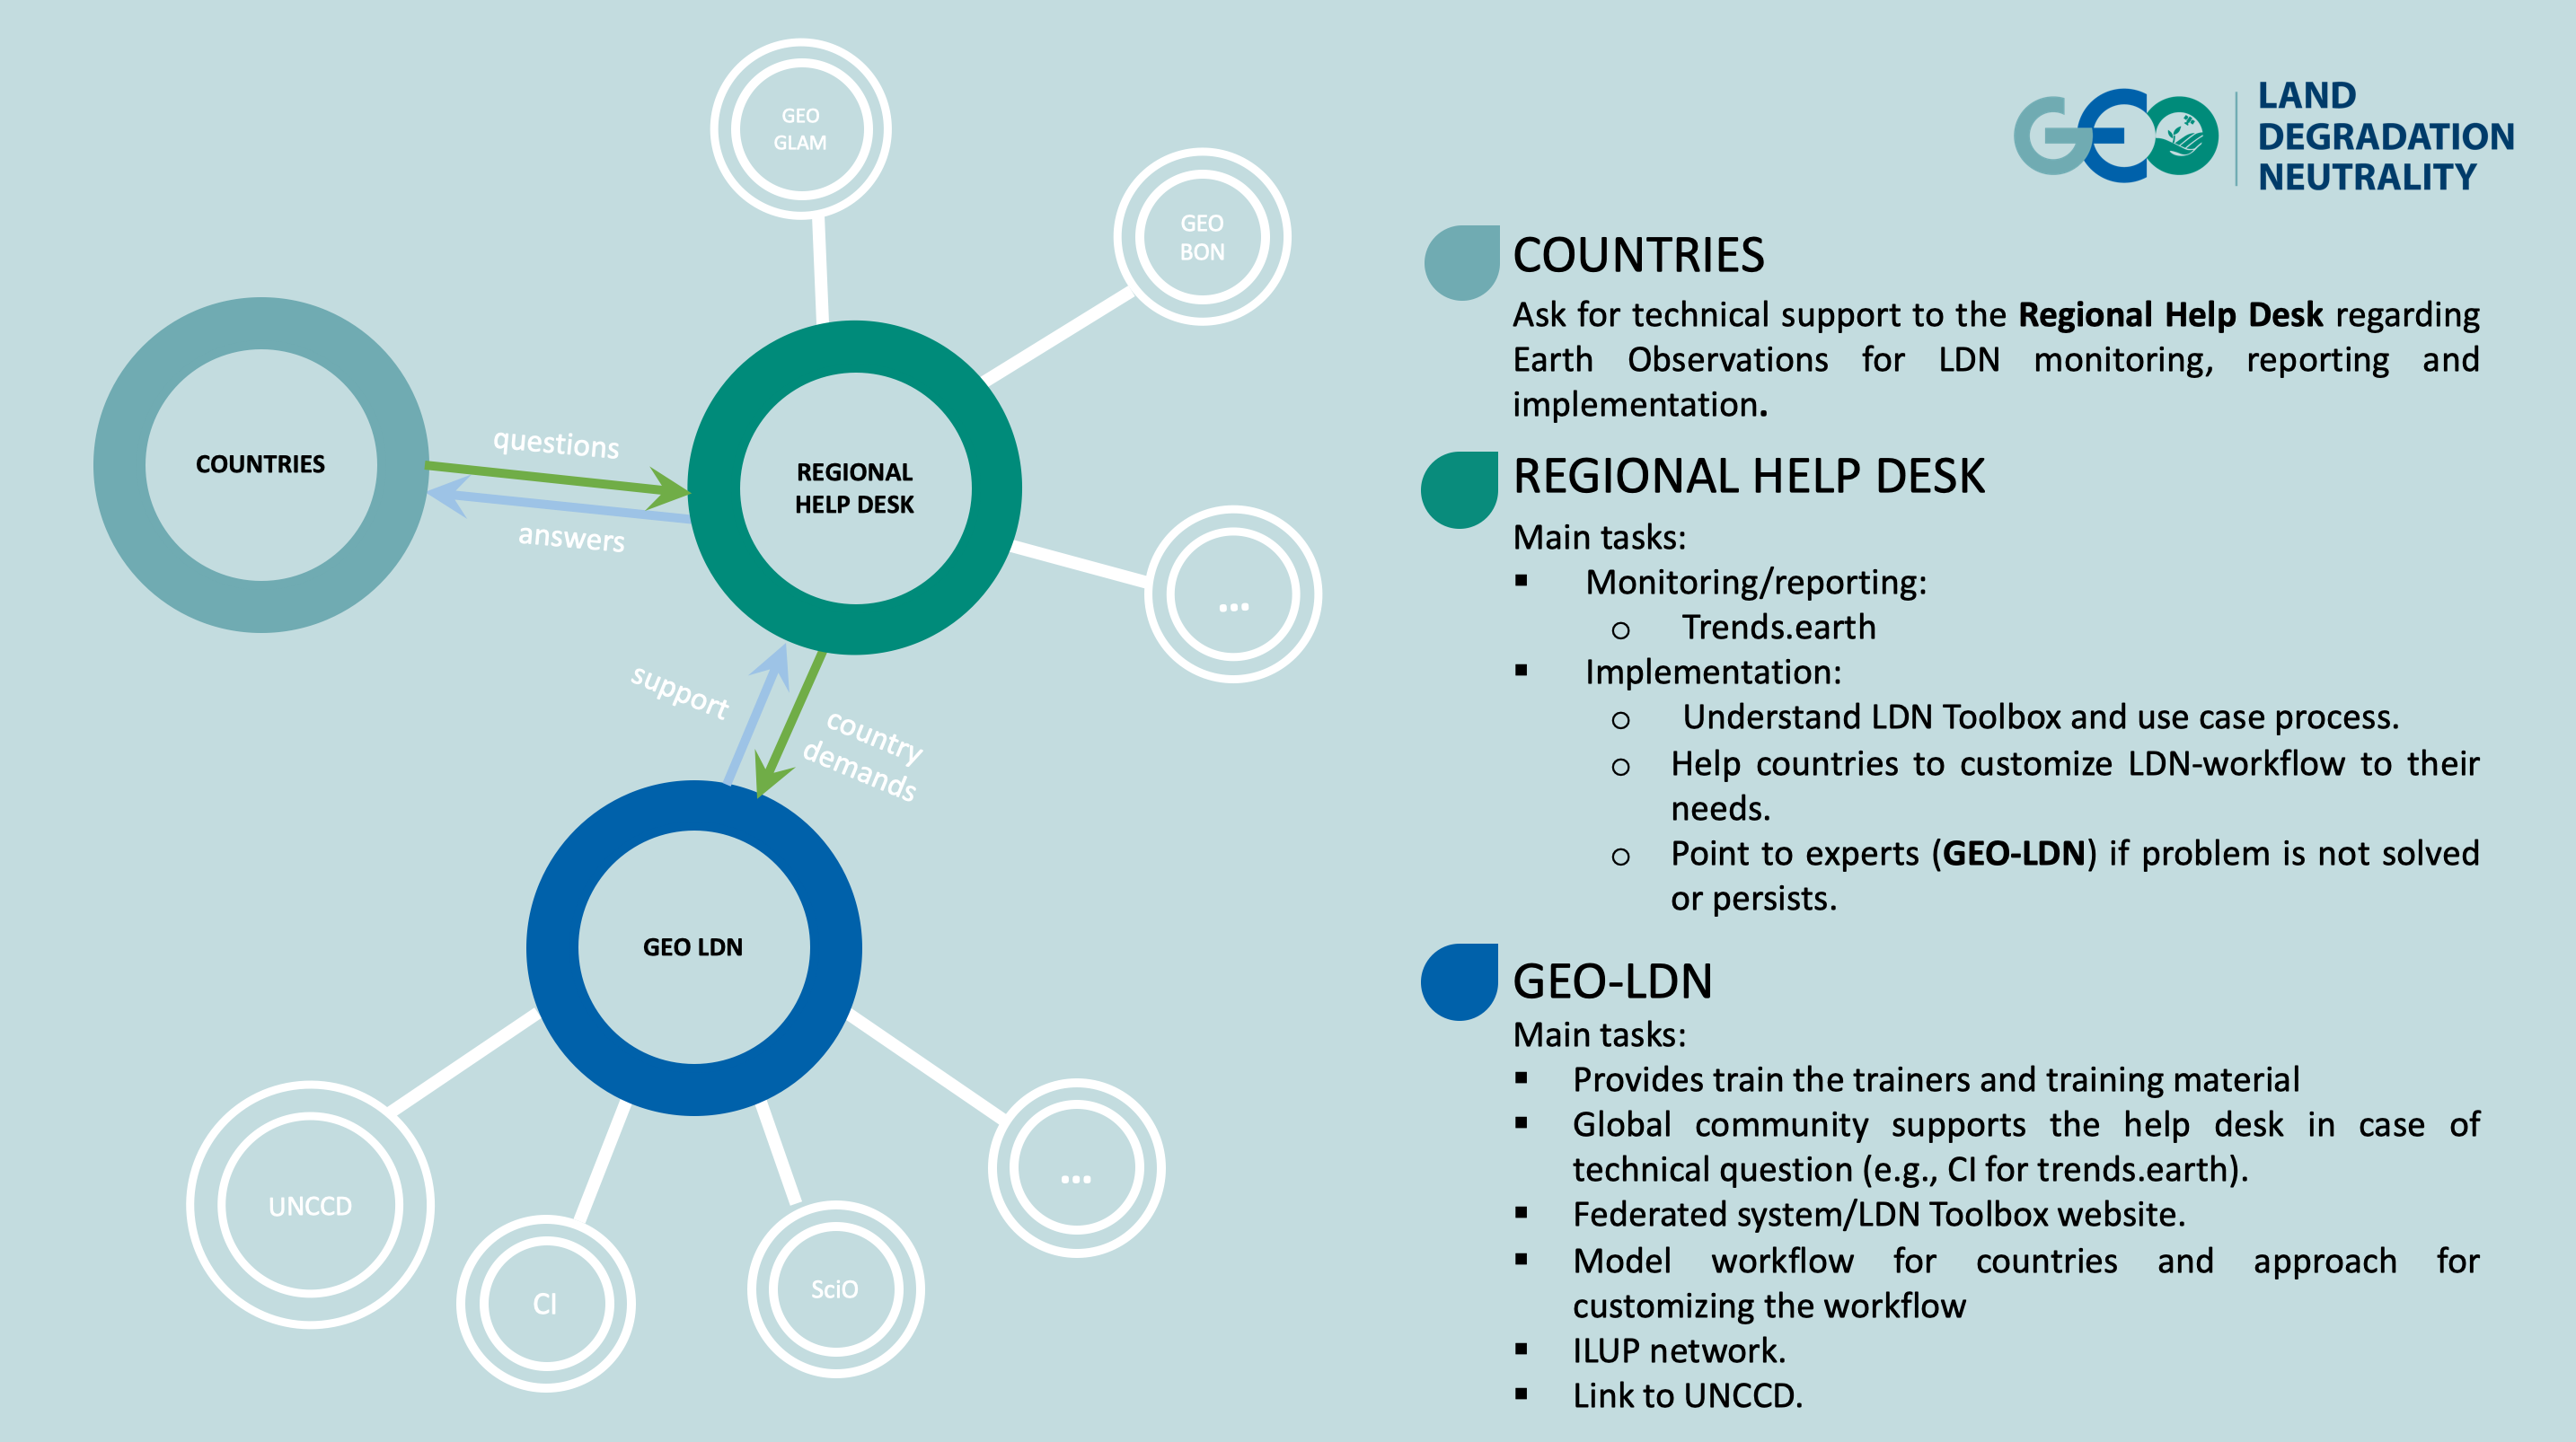 GEO
GLAM
GEO
BON
COUNTRIES
questions
answers
REGIONAL
HELP DESK
...
support
country
demands
GEO LDN
UNCCD
CI
SciO
...
GEO
LAND
DEGRADATION
NEUTRALITY
COUNTRIES
Ask for technical support to the Regional Help Desk regarding
Earth Observations for LDN monitoring, reporting and
implementation.
REGIONAL HELP DESK
Main tasks:
▪ Monitoring/reporting:
o Trends.earth
▪ Implementation:
o Understand LDN Toolbox and use case process.
o Help countries to customize LDN-workflow to their
needs.
o Point to experts (GEO-LDN) if problem is not solved
or persists.
GEO-LDN
Main tasks:
▪ Provides train the trainers and training material
▪ Global community supports the help desk in case of
technical question (e.g., CI for trends.earth).
▪ Federated system/LDN Toolbox website.
▪ Model workflow for countries and approach for
customizing the workflow
▪ ILUP network.
▪ Link to UNCCD.